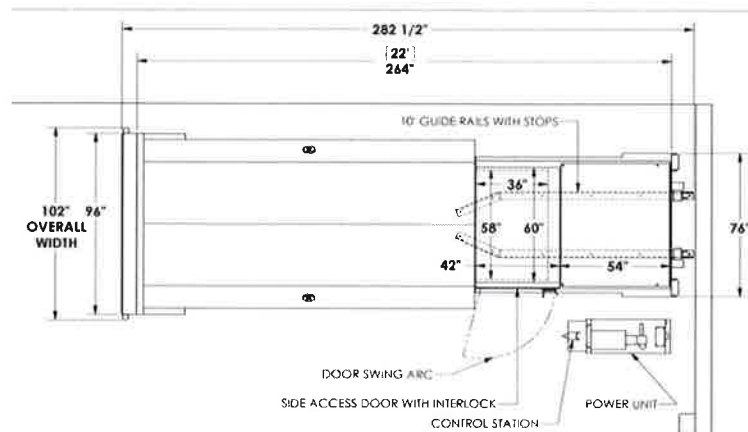 282 1/2"
[22']
264"
10' GUIDE RAILS WITH STOPS
36"
102"
OVERALL
WIDTH
96"
58"
60"
76"
42"
54"
DOOR SWING ARC
SIDE ACCESS DOOR WITH INTERLOCK
POWER UNIT
CONTROL STATION